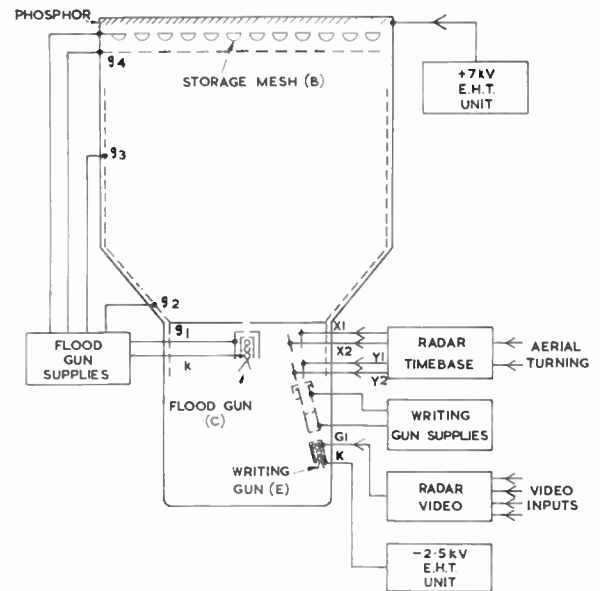 PHOSPHOR
g4
STORAGE MESH (B)
+7kV
E.H.T.
UNIT
g3
g2
g1
k
FLOOD
GUN
SUPPLIES
FLOOD GUN
(C)
X1
X2
Y1
Y2
RADAR
TIMEBASE
AERIAL
TURNING
WRITING
GUN SUPPLIES
G1
K
WRITING
GUN (E)
RADAR
VIDEO
VIDEO
INPUTS
-2·5kV
E.H.T.
UNIT